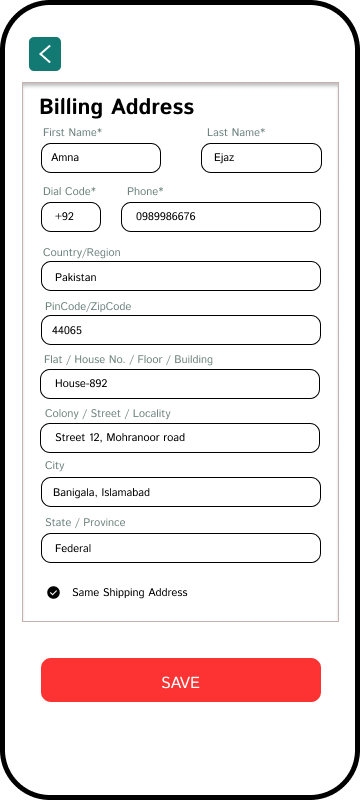 Billing Address
First Name* Last Name*
Amna Ejaz
Dial Code* Phone*
+92 0989986676
Country/Region
Pakistan
PinCode/ZipCode
44065
Flat / House No. / Floor / Building
House-892
Colony / Street / Locality
Street 12, Mohranoor road
City
Banigala, Islamabad
State / Province
Federal
Same Shipping Address
SAVE